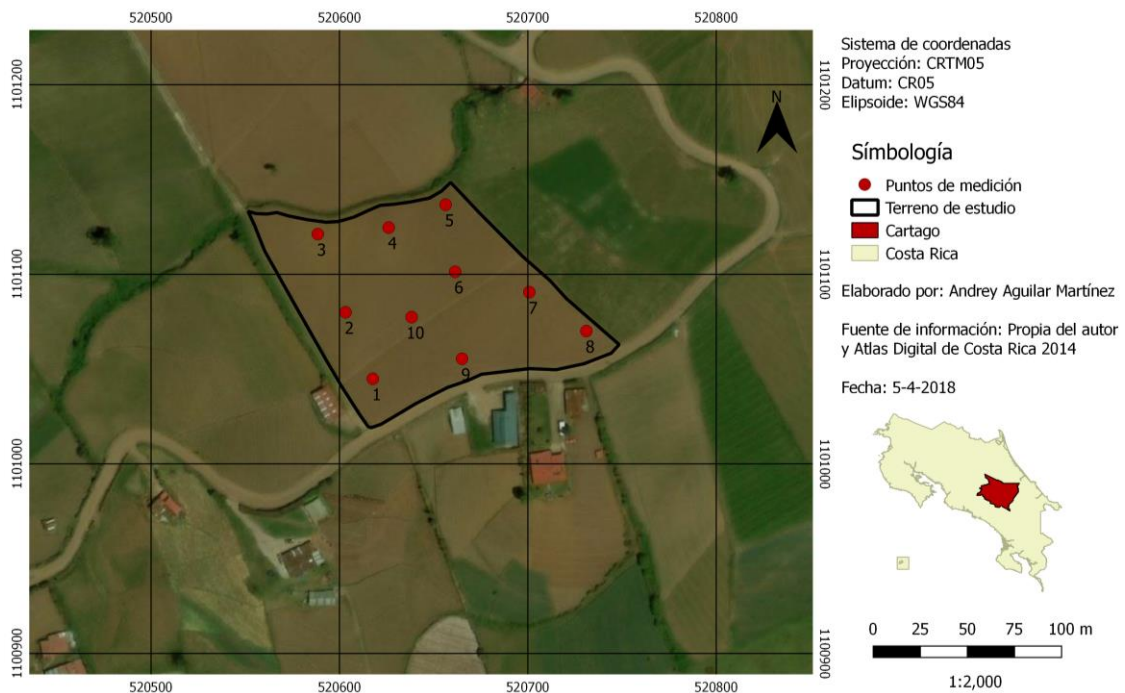 520500 520600 520700 520800
1101200
1101100
1101000
1100900
1101200
1101100
1101000
1100900
520500 520600 520700 520800
N
5
4
3
6
7
2
10
8
9
1
Sistema de coordenadas
Proyección: CRTM05
Datum: CR05
Elipsoide: WGS84
Símbología
Puntos de medición
Terreno de estudio
Cartago
Costa Rica
Elaborado por: Andrey Aguilar Martínez
Fuente de información: Propia del autor
y Atlas Digital de Costa Rica 2014
Fecha: 5-4-2018
0 25 50 75 100 m
1:2,000